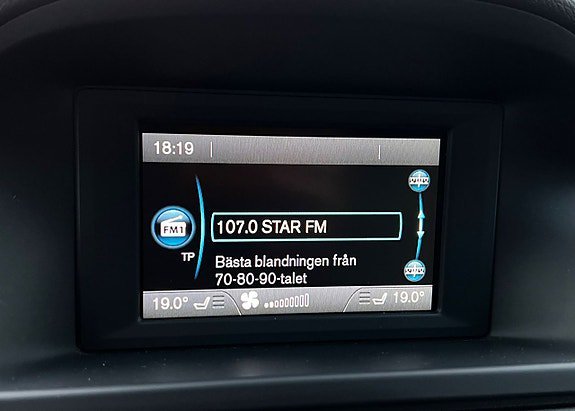 18:19
FM1
107.0 STAR FM
TP
Bästa blandningen från
70-80-90-talet
19.0° 19.0°